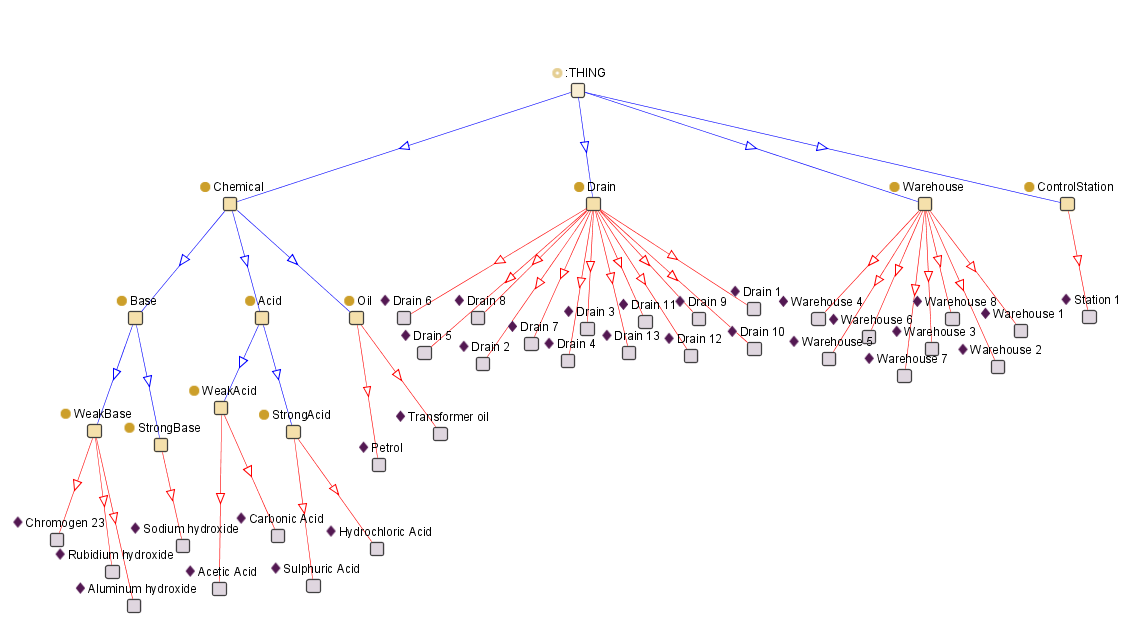 :THING
Chemical
Drain
Warehouse
ControlStation
Base
Acid
Oil
Drain 6
Drain 8
Drain 3
Drain 11
Drain 9
Drain 1
Warehouse 4
Warehouse 8
Station 1
Drain 5
Drain 7
Drain 2
Drain 4
Drain 13
Drain 12
Drain 10
Warehouse 6
Warehouse 1
Warehouse 5
Warehouse 3
Warehouse 7
Warehouse 2
WeakAcid
WeakBase
StrongBase
StrongAcid
Transformer oil
Petrol
Chromogen 23
Sodium hydroxide
Carbonic Acid
Hydrochloric Acid
Rubidium hydroxide
Acetic Acid
Sulphuric Acid
Aluminum hydroxide